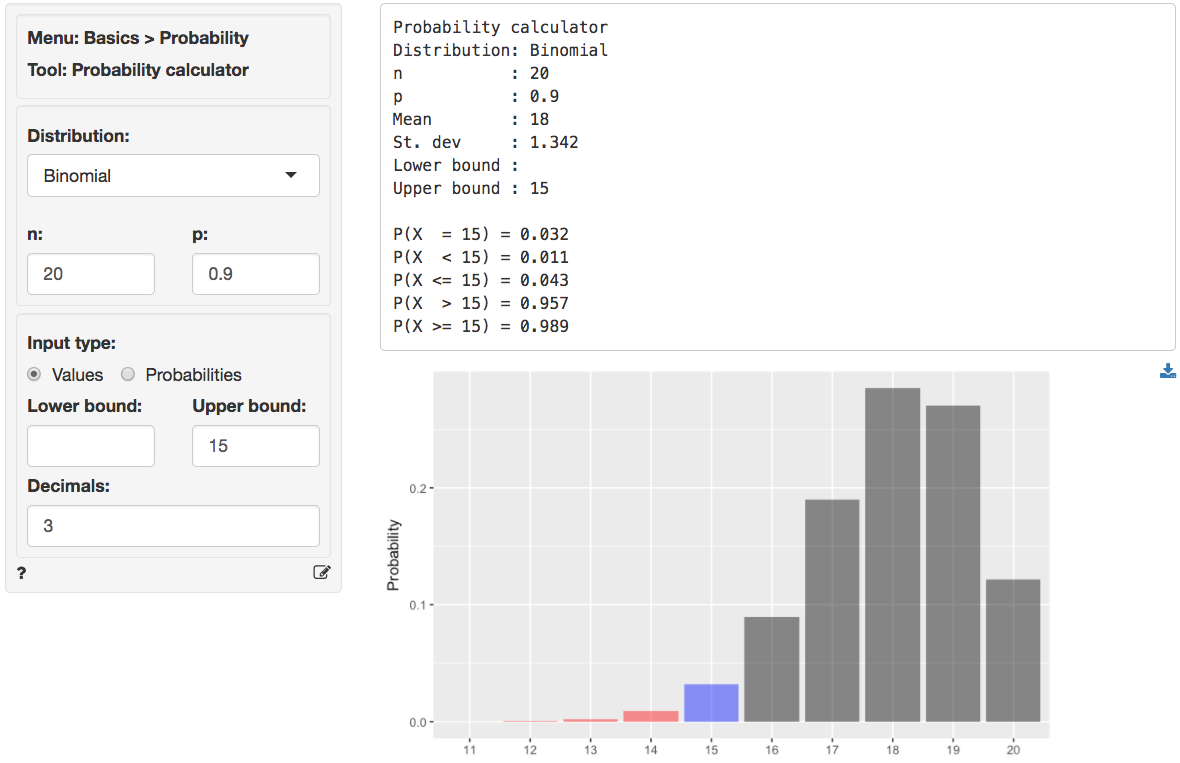 Menu: Basics > Probability
Tool: Probability calculator
Distribution:
Binomial
n: p:
20 0.9
Input type:
Values Probabilities
Lower bound: Upper bound:
15
Decimals:
3
?
Probability calculator
Distribution: Binomial
n           : 20
p           : 0.9
Mean        : 18
St. dev     : 1.342
Lower bound :
Upper bound : 15
P(X  = 15) = 0.032
P(X  < 15) = 0.011
P(X <= 15) = 0.043
P(X  > 15) = 0.957
P(X >= 15) = 0.989
Probability
0.2
0.1
0.0
11 12 13 14 15 16 17 18 19 20